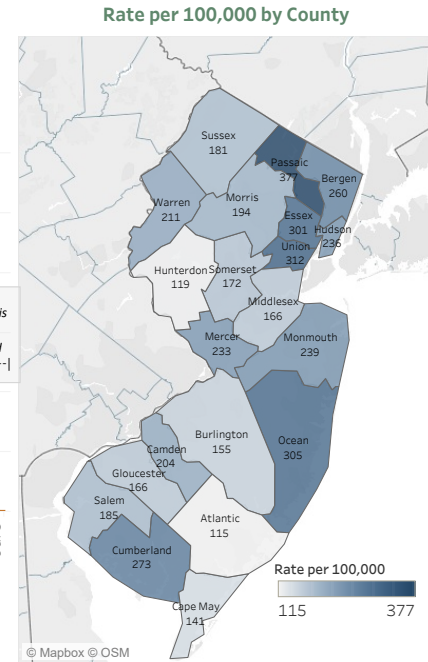 Rate per 100,000 by County
Sussex
181
Passaic
377
Bergen
260
Warren
211
Morris
194
Essex
301
Hudson
236
Union
312
Hunterdon
119
Somerset
172
Middlesex
166
Mercer
233
Monmouth
239
Burlington
155
Ocean
305
Camden
204
Gloucester
166
Salem
185
Atlantic
115
Cumberland
273
Cape May
141
Rate per 100,000
115 377
© Mapbox © OSM